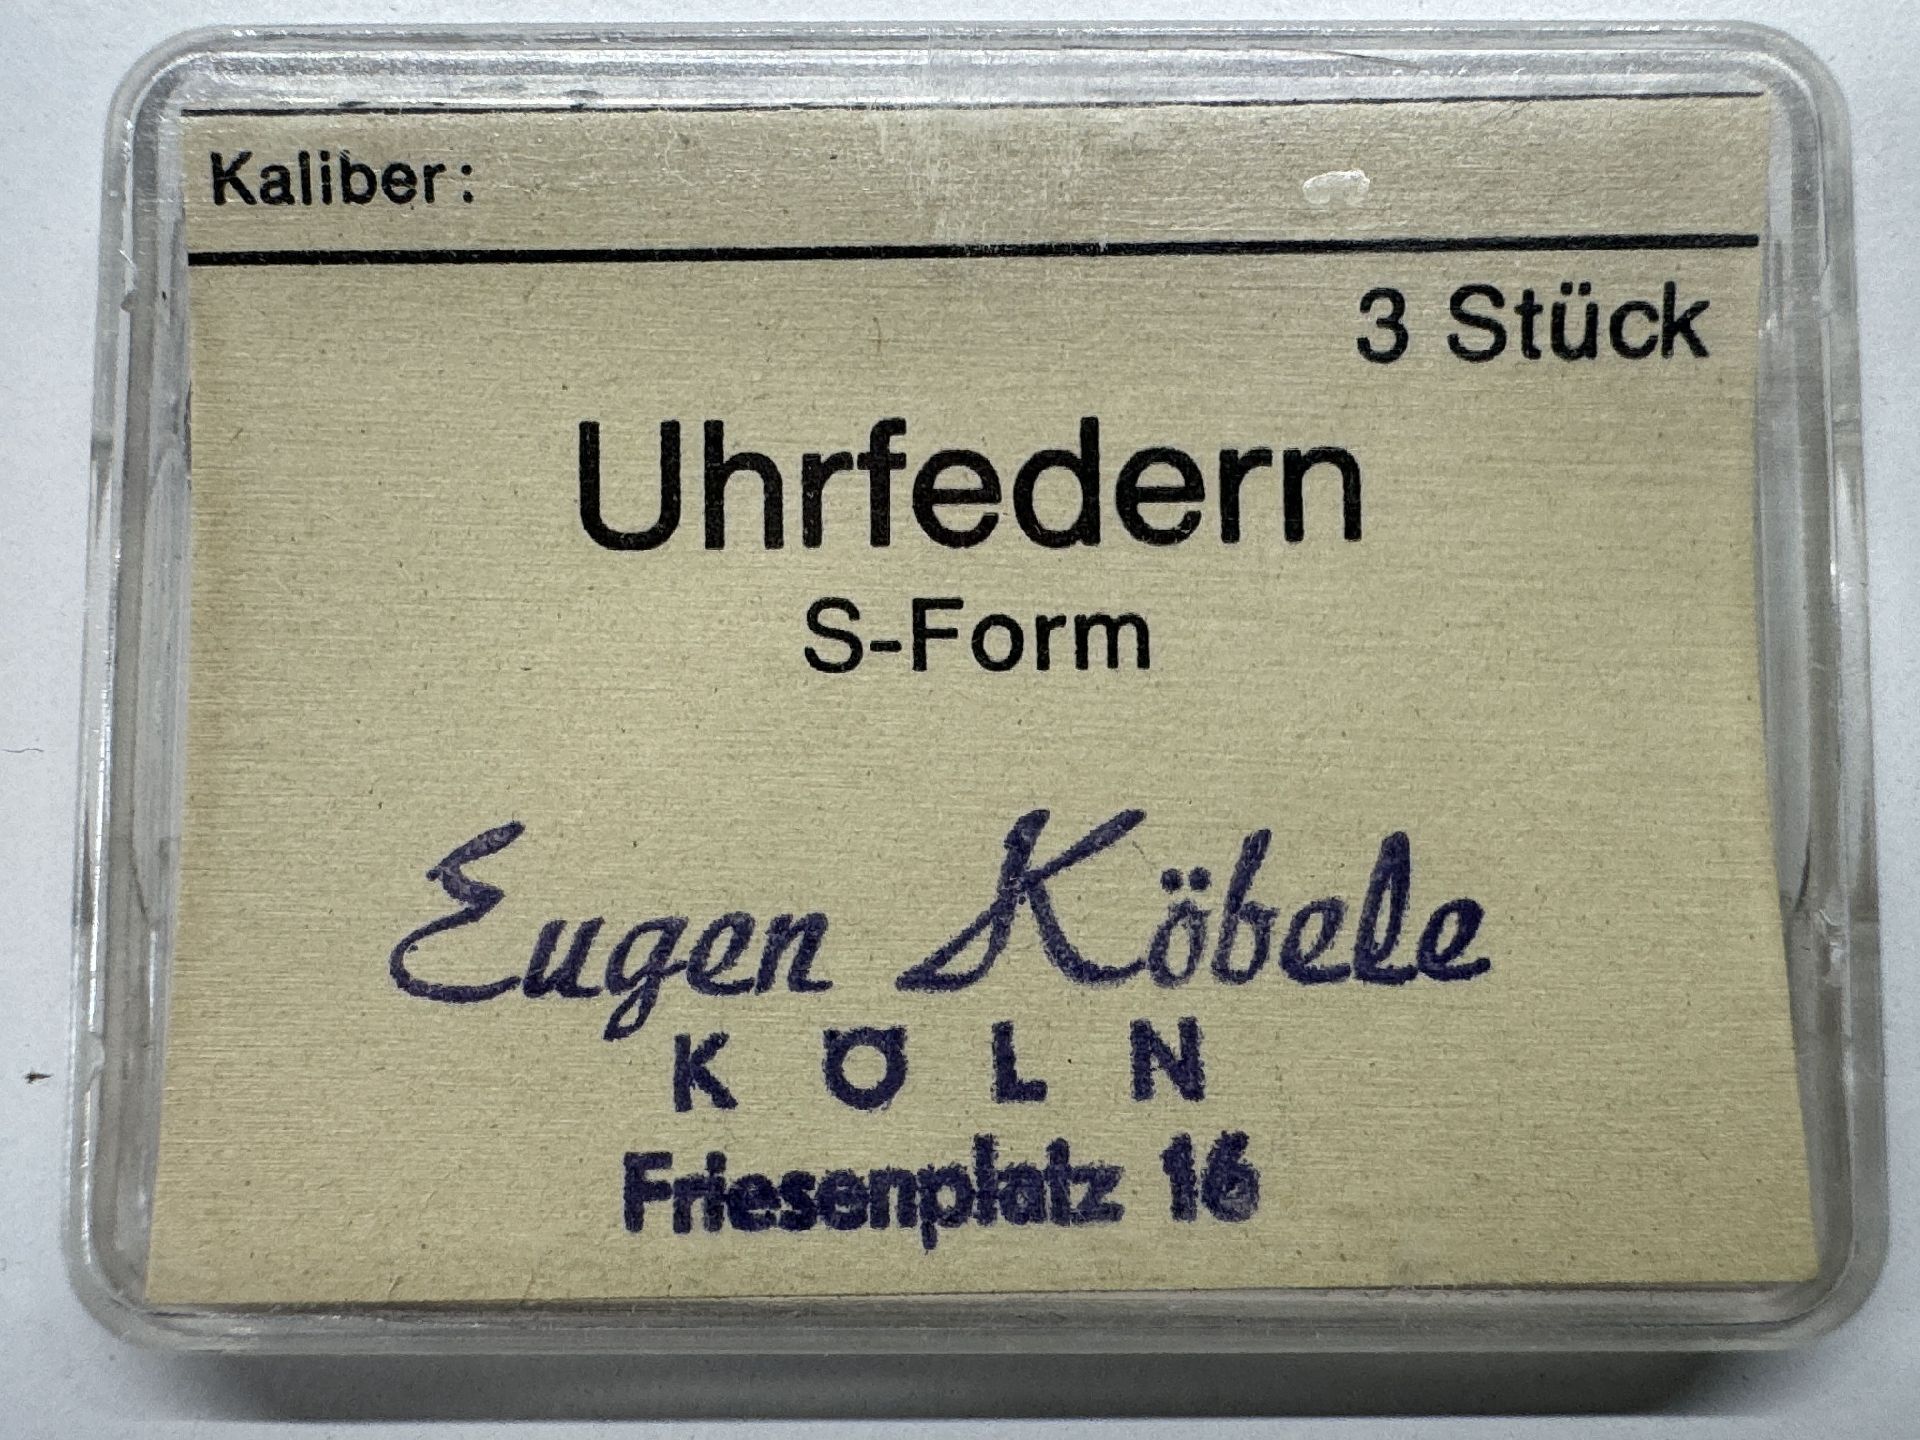 Kaliber:
3 Stück
Uhrfedern
S-Form
Eugen Köbele
KÖLN
Friesenplatz 16